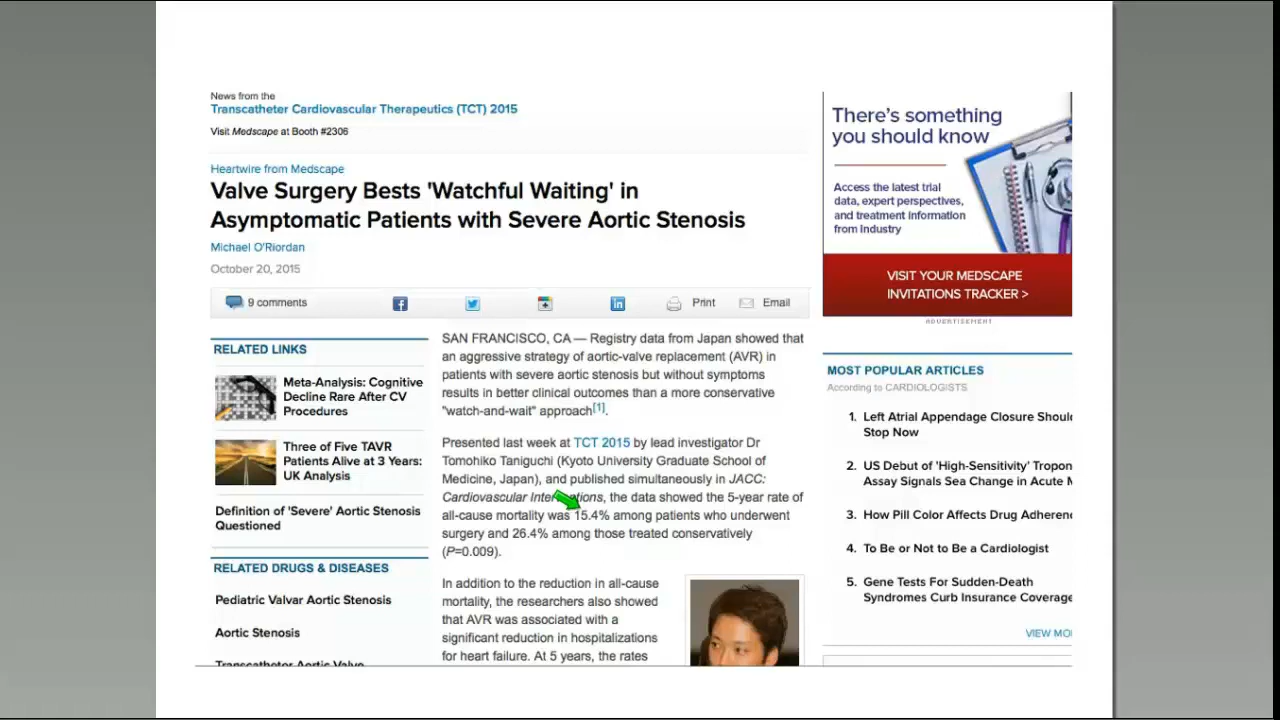 News from the
Transcatheter Cardiovascular Therapeutics (TCT) 2015
Visit Medscape at Booth #2306
Heartwire from Medscape
Valve Surgery Bests 'Watchful Waiting' in
Asymptomatic Patients with Severe Aortic Stenosis
Michael O'Riordan
October 20, 2015
9 comments
Print
Email
RELATED LINKS
Meta-Analysis: Cognitive
Decline Rare After CV
Procedures
Three of Five TAVR
Patients Alive at 3 Years:
UK Analysis
Definition of 'Severe' Aortic Stenosis
Questioned
RELATED DRUGS & DISEASES
Pediatric Valvar Aortic Stenosis
Aortic Stenosis
Transcatheter Aortic Valve
SAN FRANCISCO, CA — Registry data from Japan showed that
an aggressive strategy of aortic-valve replacement (AVR) in
patients with severe aortic stenosis but without symptoms
results in better clinical outcomes than a more conservative
"watch-and-wait" approach[1].
Presented last week at TCT 2015 by lead investigator Dr
Tomohiko Taniguchi (Kyoto University Graduate School of
Medicine, Japan), and published simultaneously in JACC:
Cardiovascular the data showed the 5-year rate of
all-cause mortality was 15.4% among patients who underwent
surgery and 26.4% among those treated conservatively
(P=0.009).
In addition to the reduction in all-cause
mortality, the researchers also showed
that AVR was associated with a
significant reduction in hospitalizations
for heart failure. At 5 years, the rates
There's something
you should know
Access the latest trial
data, expert perspectives,
and treatment information
from Industry
VISIT YOUR MEDSCAPE
INVITATIONS TRACKER >
ADVERTISEMENT
MOST POPULAR ARTICLES
According to CARDIOLOGISTS
1. Left Atrial Appendage Closure Shoul
Stop Now
2. US Debut of 'High-Sensitivity' Tropon
Assay Signals Sea Change in Acute M
3. How Pill Color Affects Drug Adheren
4. To Be or Not to Be a Cardiologist
5. Gene Tests For Sudden-Death
Syndromes Curb Insurance Coverage
VIEW MO